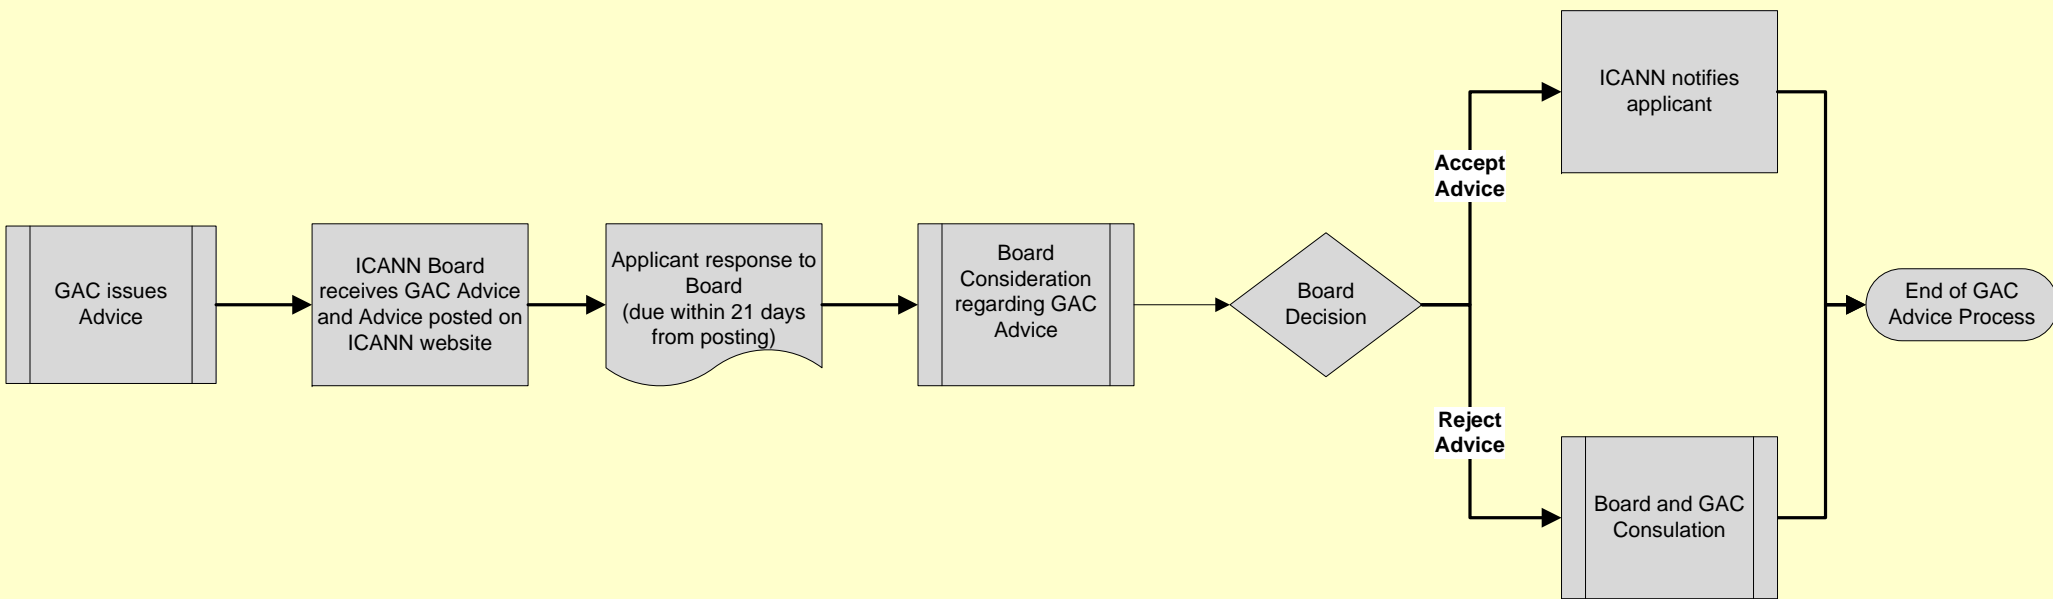 GAC issues
Advice
ICANN Board
receives GAC Advice
and Advice posted on
ICANN website
Applicant response to
Board
(due within 21 days
from posting)
Board
Consideration
regarding GAC
Advice
Board
Decision
Accept
Advice
ICANN notifies
applicant
Reject
Advice
Board and GAC
Consulation
End of GAC
Advice Process